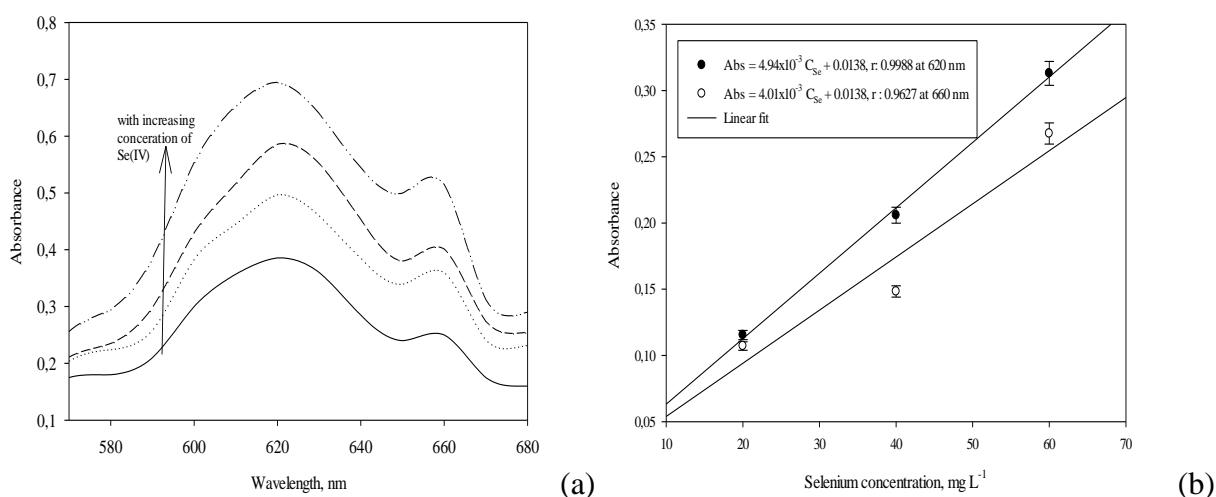 0,8
0,7
0,6
0,5
0,4
0,3
0,2
0,1
Absorbance
with increasing
conceration of
Se(IV)
580 600 620 640 660 680
Wavelength, nm
(a)
0,35
0,30
0,25
0,20
0,15
0,10
0,05
Absorbance
Abs = 4.94x10⁻³ C_Se + 0.0138, r: 0.9988 at 620 nm
Abs = 4.01x10⁻³ C_Se + 0.0138, r : 0.9627 at 660 nm
Linear fit
10 20 30 40 50 60 70
Selenium concentration, mg L⁻¹
(b)